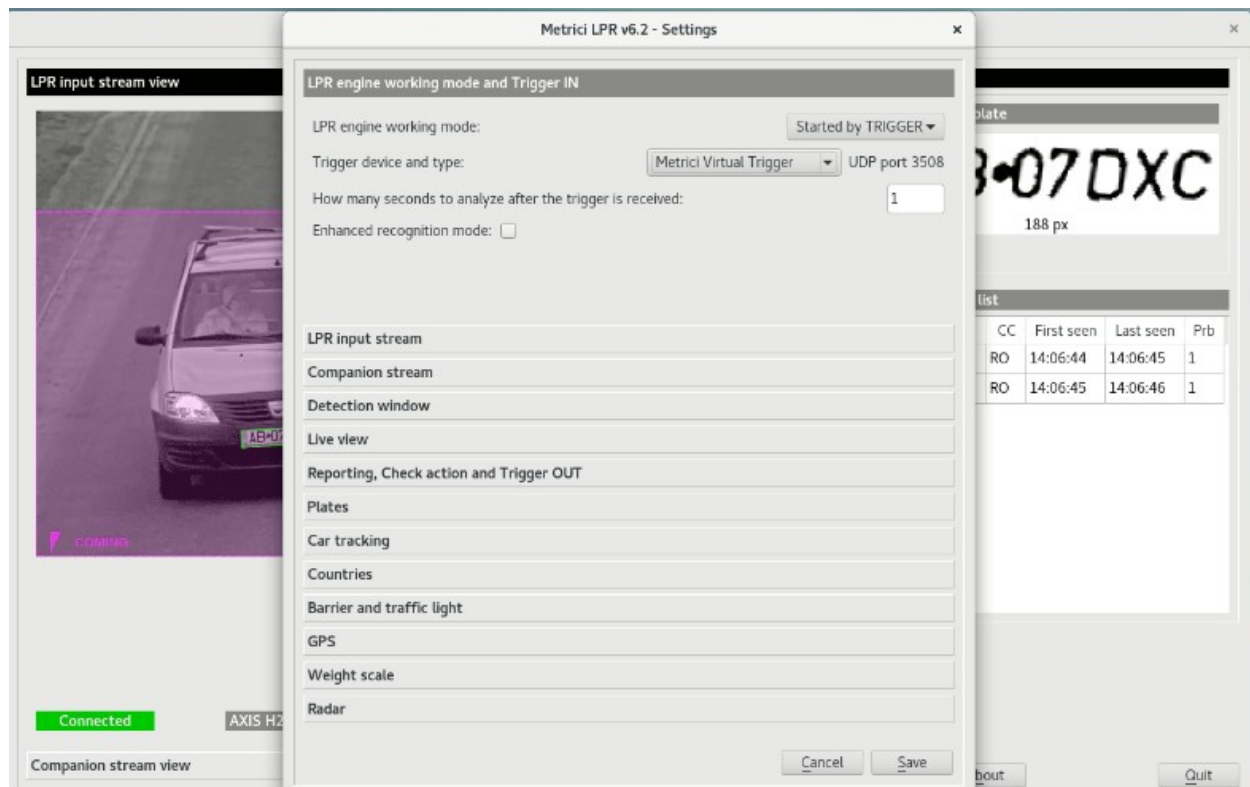 Metrici LPR v6.2 - Settings
LPR input stream view
COMING
AB•07
Connected
AXIS H2
Companion stream view
LPR engine working mode and Trigger IN
LPR engine working mode: Started by TRIGGER
Trigger device and type: Metrici Virtual Trigger UDP port 3508
How many seconds to analyze after the trigger is received: 1
Enhanced recognition mode:
LPR input stream
Companion stream
Detection window
Live view
Reporting, Check action and Trigger OUT
Plates
Car tracking
Countries
Barrier and traffic light
GPS
Weight scale
Radar
Cancel Save
plate
B•07DXC
188 px
list
CC First seen Last seen Prb
RO 14:06:44 14:06:45 1
RO 14:06:45 14:06:46 1
bout Quit